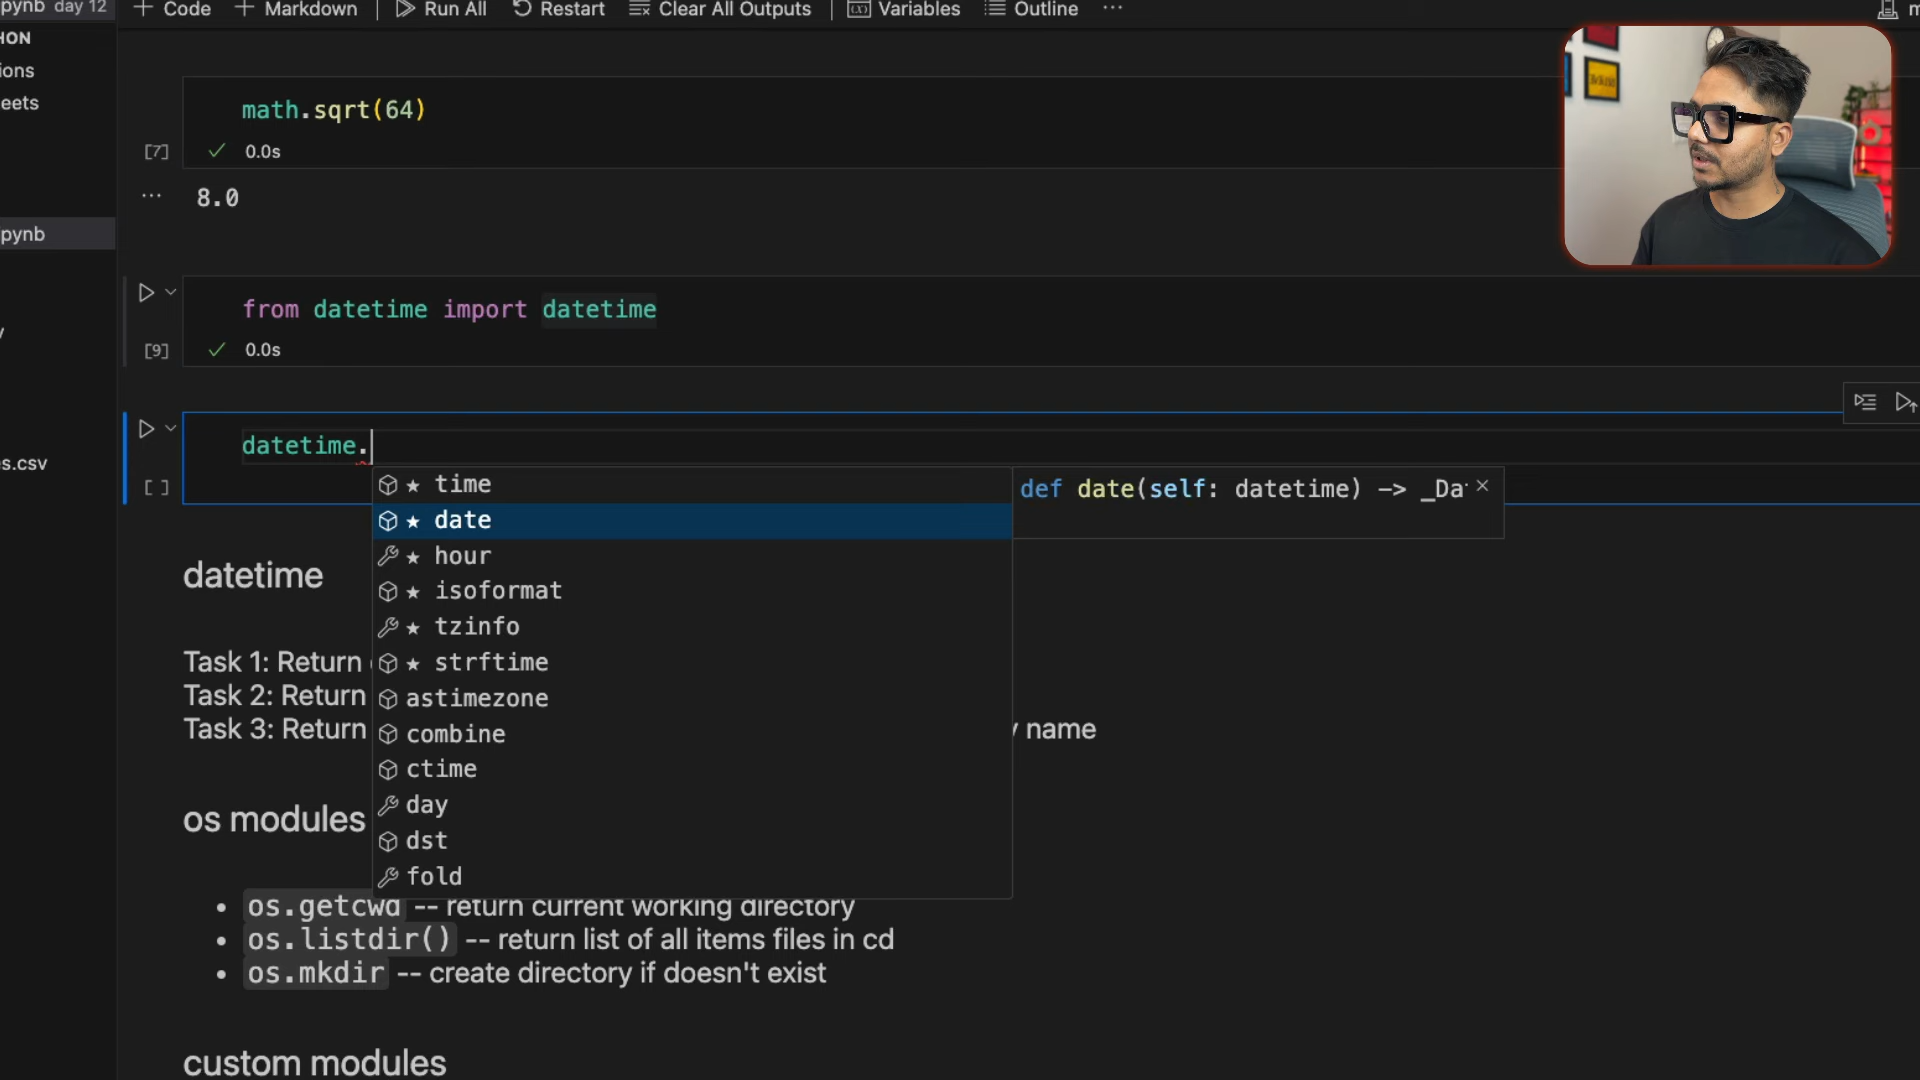 pynb day 12
Code Markdown Run All Restart Clear All Outputs Variables Outline ...
HON
ions
eets
pynb
s.csv
math.sqrt(64)
[7] 0.0s
8.0
from datetime import datetime
[9] 0.0s
datetime.
[ ]
time
date
hour
isoformat
tzinfo
strftime
astimezone
combine
ctime
day
dst
fold
def date(self: datetime) -> _Da
datetime
Task 1: Return
Task 2: Return
Task 3: Return y name
os modules
os.getcwd -- return current working directory
os.listdir() -- return list of all items files in cd
os.mkdir -- create directory if doesn't exist
custom modules